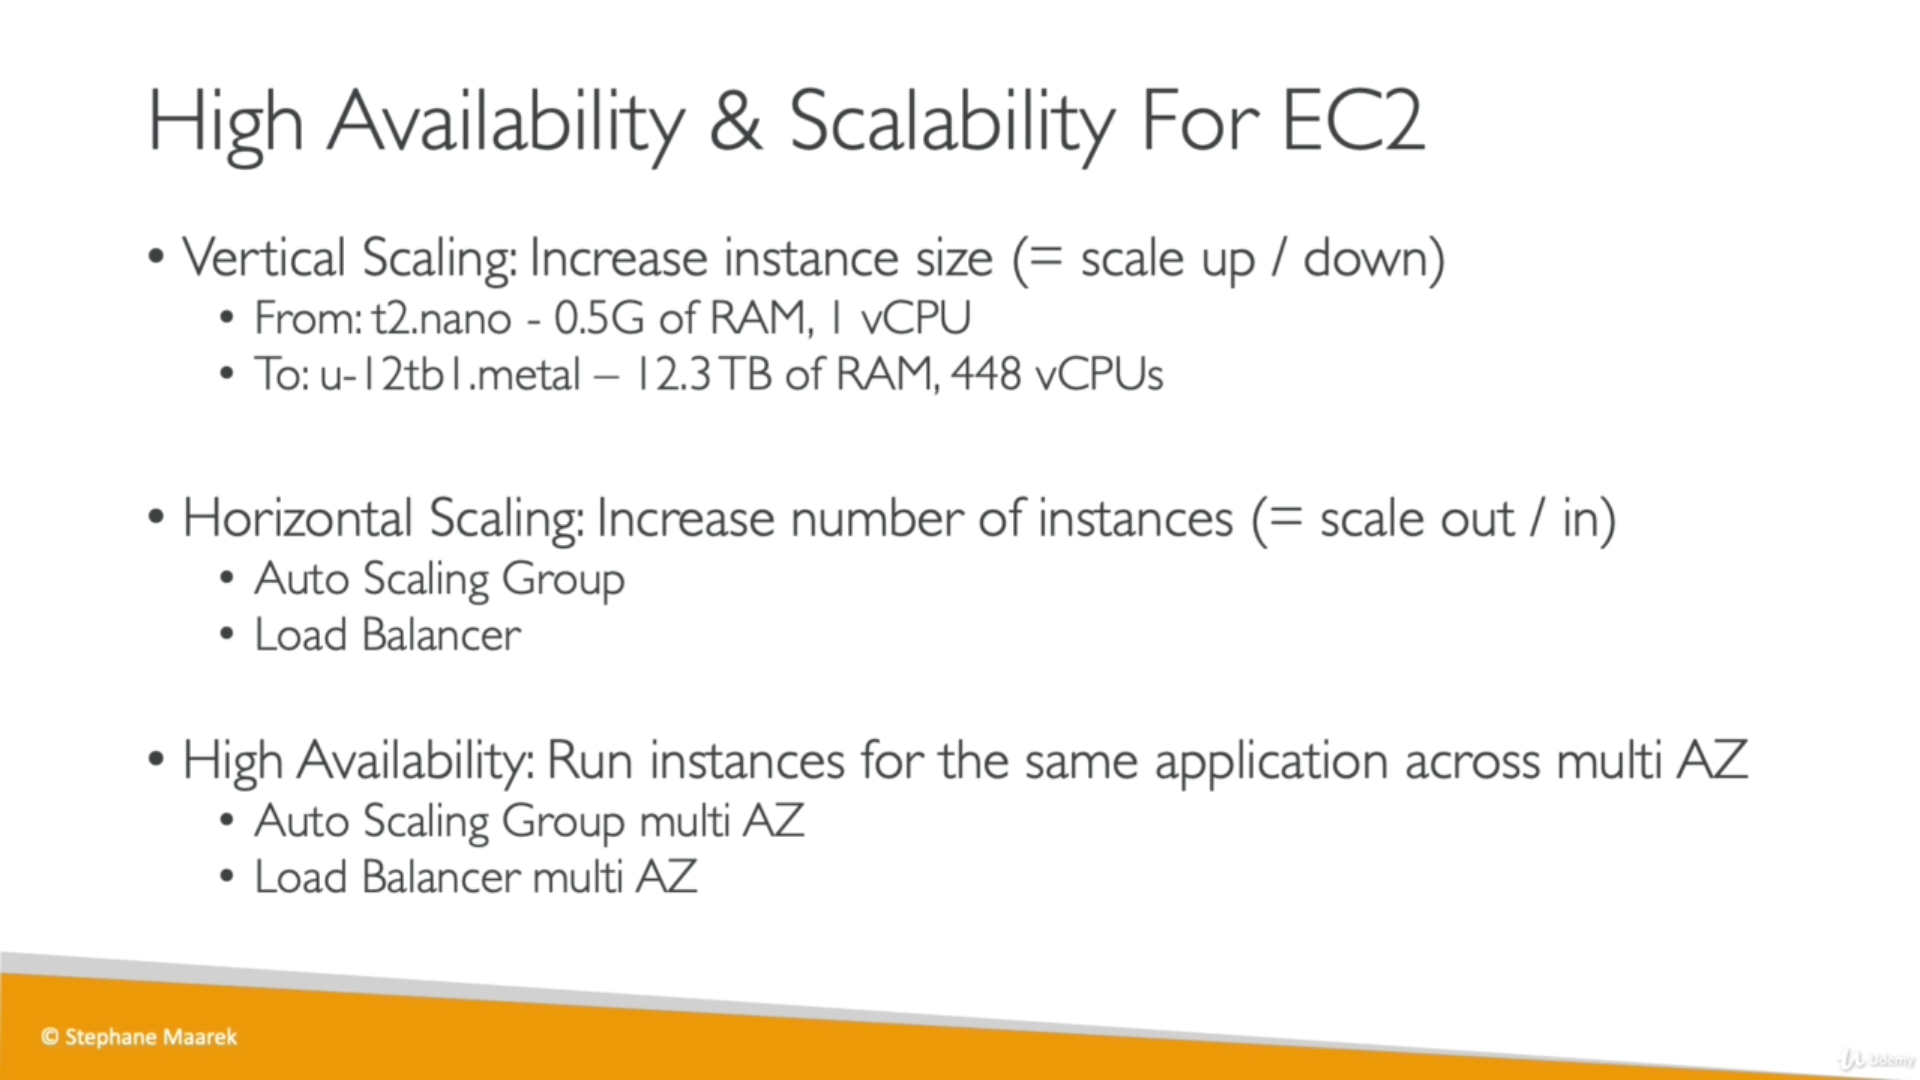 High Availability & Scalability For EC2
• Vertical Scaling: Increase instance size (= scale up / down)
• From: t2.nano - 0.5G of RAM, 1 vCPU
• To: u-12tb1.metal – 12.3 TB of RAM, 448 vCPUs
• Horizontal Scaling: Increase number of instances (= scale out / in)
• Auto Scaling Group
• Load Balancer
• High Availability: Run instances for the same application across multi AZ
• Auto Scaling Group multi AZ
• Load Balancer multi AZ
© Stephane Maarek
Udemy